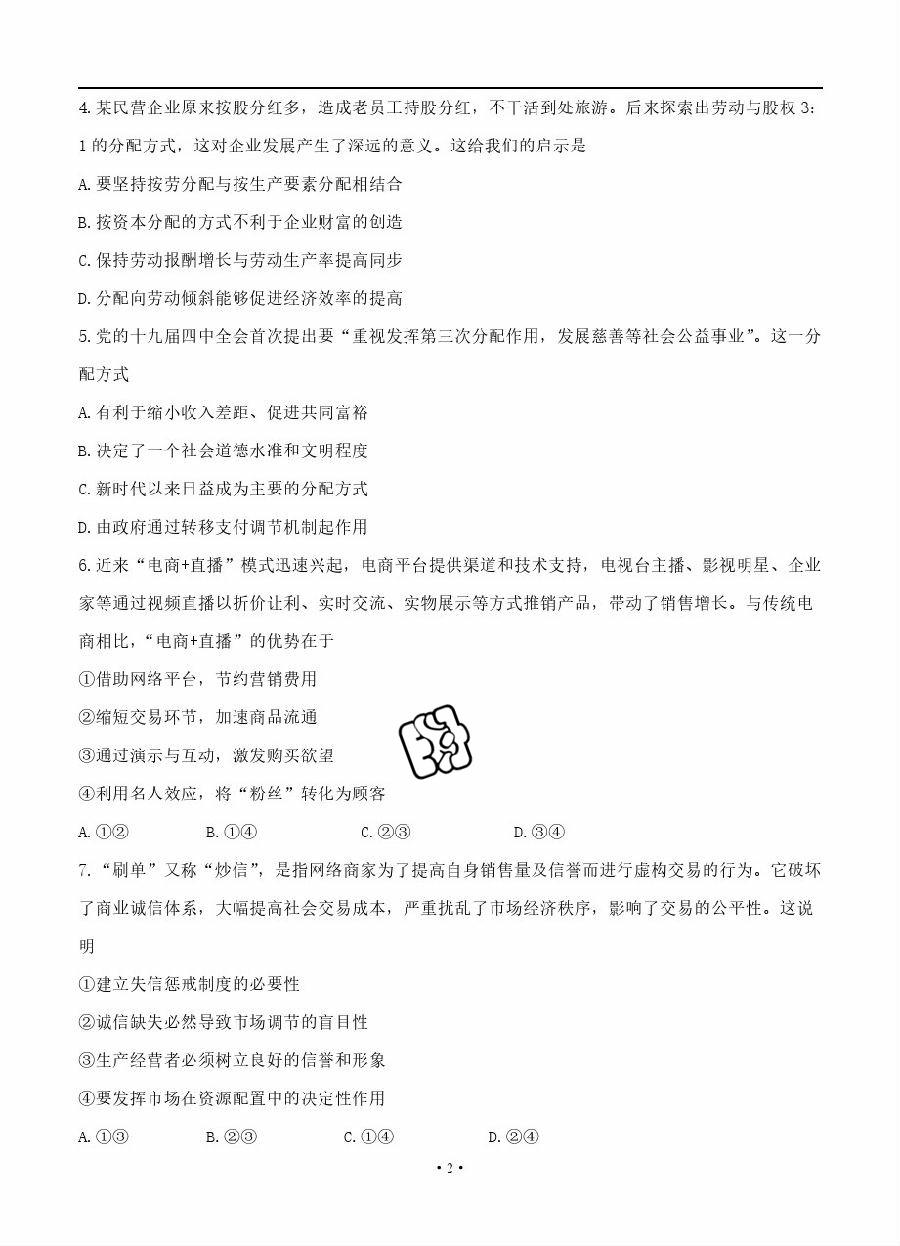 4. 某民营企业原来按股分红多，造成老员工持股分红，不干活到处旅游。后来探索出劳动与股权 3:
1 的分配方式，这对企业发展产生了深远的意义。这给我们的启示是
A. 要坚持按劳分配与按生产要素分配相结合
B. 按资本分配的方式不利于企业财富的创造
C. 保持劳动报酬增长与劳动生产率提高同步
D. 分配向劳动倾斜能够促进经济效率的提高
5. 党的十九届四中全会首次提出要“重视发挥第三次分配作用，发展慈善等社会公益事业”。这一分
配方式
A. 有利于缩小收入差距、促进共同富裕
B. 决定了一个社会道德水准和文明程度
C. 新时代以来日益成为主要的分配方式
D. 由政府通过转移支付调节机制起作用
6. 近来“电商+直播”模式迅速兴起，电商平台提供渠道和技术支持，电视台主播、影视明星、企业
家等通过视频直播以折价让利、实时交流、实物展示等方式推销产品，带动了销售增长。与传统电
商相比，“电商+直播”的优势在于
①借助网络平台，节约营销费用
②缩短交易环节，加速商品流通
③通过演示与互动，激发购买欲望
④利用名人效应，将“粉丝”转化为顾客
A. ①② B. ①④ C. ②③ D. ③④
7. “刷单”又称“炒信”，是指网络商家为了提高自身销售量及信誉而进行虚构交易的行为。它破坏
了商业诚信体系，大幅提高社会交易成本，严重扰乱了市场经济秩序，影响了交易的公平性。这说
明
①建立失信惩戒制度的必要性
②诚信缺失必然导致市场调节的盲目性
③生产经营者必须树立良好的信誉和形象
④要发挥市场在资源配置中的决定性作用
A. ①③ B. ②③ C. ①④ D. ②④
• 2 •